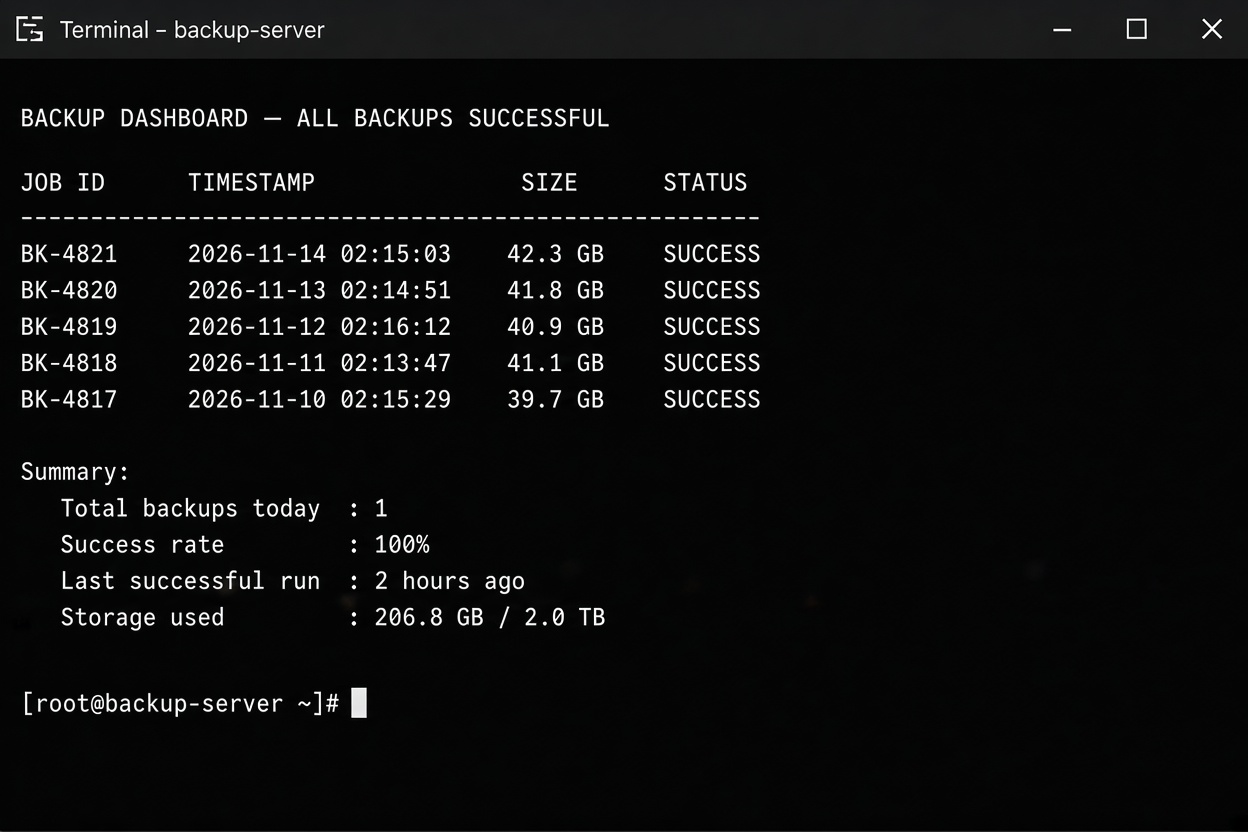 Terminal – backup-server
BACKUP DASHBOARD — ALL BACKUPS SUCCESSFUL
JOB ID TIMESTAMP SIZE STATUS
-----------------------------------------------------
BK-4821 2026-11-14 02:15:03 42.3 GB SUCCESS
BK-4820 2026-11-13 02:14:51 41.8 GB SUCCESS
BK-4819 2026-11-12 02:16:12 40.9 GB SUCCESS
BK-4818 2026-11-11 02:13:47 41.1 GB SUCCESS
BK-4817 2026-11-10 02:15:29 39.7 GB SUCCESS
Summary:
Total backups today : 1
Success rate : 100%
Last successful run : 2 hours ago
Storage used : 206.8 GB / 2.0 TB
[root@backup-server ~]#